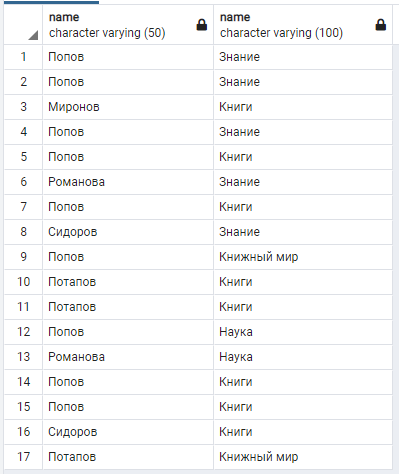 name name
character varying (50) character varying (100)
1 Попов Знание
2 Попов Знание
3 Миронов Книги
4 Попов Знание
5 Попов Книги
6 Романова Знание
7 Попов Книги
8 Сидоров Знание
9 Попов Книжный мир
10 Потапов Книги
11 Потапов Книги
12 Попов Наука
13 Романова Наука
14 Попов Книги
15 Попов Книги
16 Сидоров Книги
17 Потапов Книжный мир